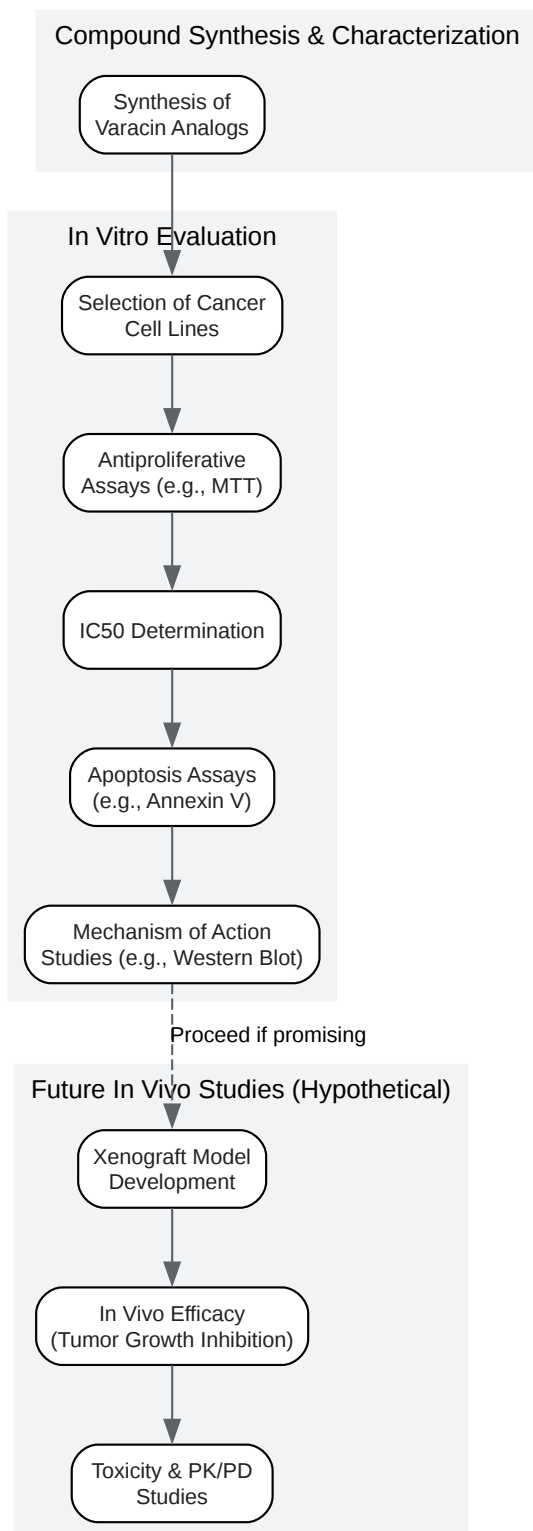 Compound Synthesis & Characterization
Synthesis of
Varacin Analogs
In Vitro Evaluation
Selection of Cancer
Cell Lines
Antiproliferative
Assays (e.g., MTT)
IC50 Determination
Apoptosis Assays
(e.g., Annexin V)
Mechanism of Action
Studies (e.g., Western Blot)
Proceed if promising
Future In Vivo Studies (Hypothetical)
Xenograft Model
Development
In Vivo Efficacy
(Tumor Growth Inhibition)
Toxicity & PK/PD
Studies